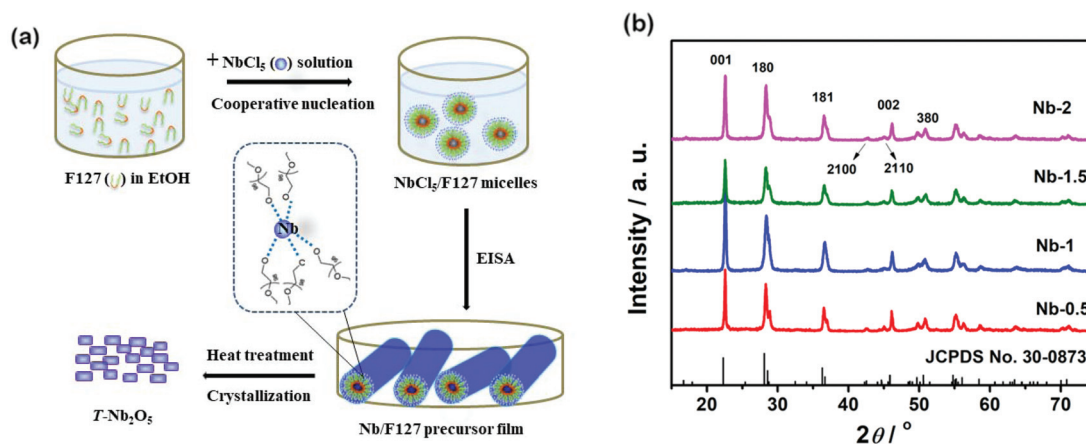 (a)
+ NbCl5 (●) solution
Cooperative nucleation
F127 (U) in EtOH
NbCl5/F127 micelles
Nb
EISA
Heat treatment
Crystallization
T-Nb2O5
Nb/F127 precursor film
(b)
Intensity / a. u.
001
180
181
002
380
2100
2110
Nb-2
Nb-1.5
Nb-1
Nb-0.5
JCPDS No. 30-0873
20 30 40 50 60 70
2θ / °